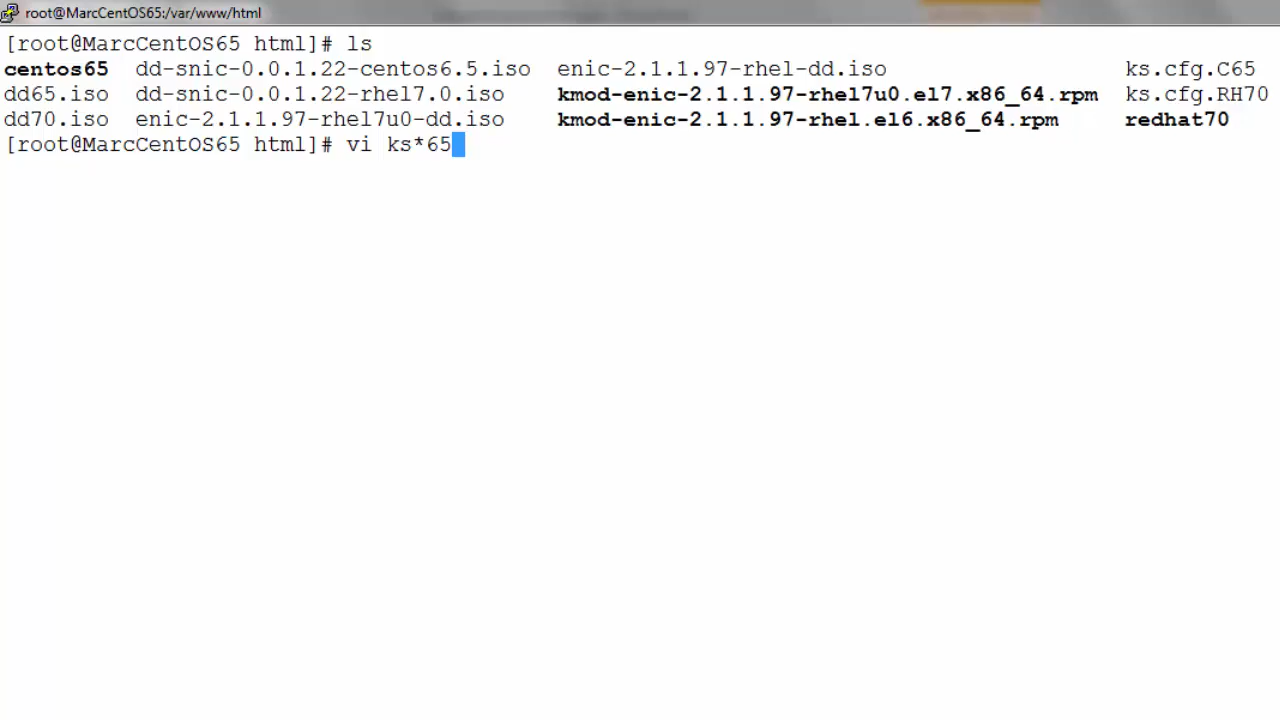 root@MarcCentOS65:/var/www/html
[root@MarcCentOS65 html]# ls
centos65 dd-snic-0.0.1.22-centos6.5.iso enic-2.1.1.97-rhel-dd.iso ks.cfg.C65
dd65.iso dd-snic-0.0.1.22-rhel7.0.iso kmod-enic-2.1.1.97-rhel7u0.el7.x86_64.rpm ks.cfg.RH70
dd70.iso enic-2.1.1.97-rhel7u0-dd.iso kmod-enic-2.1.1.97-rhel.el6.x86_64.rpm redhat70
[root@MarcCentOS65 html]# vi ks*65